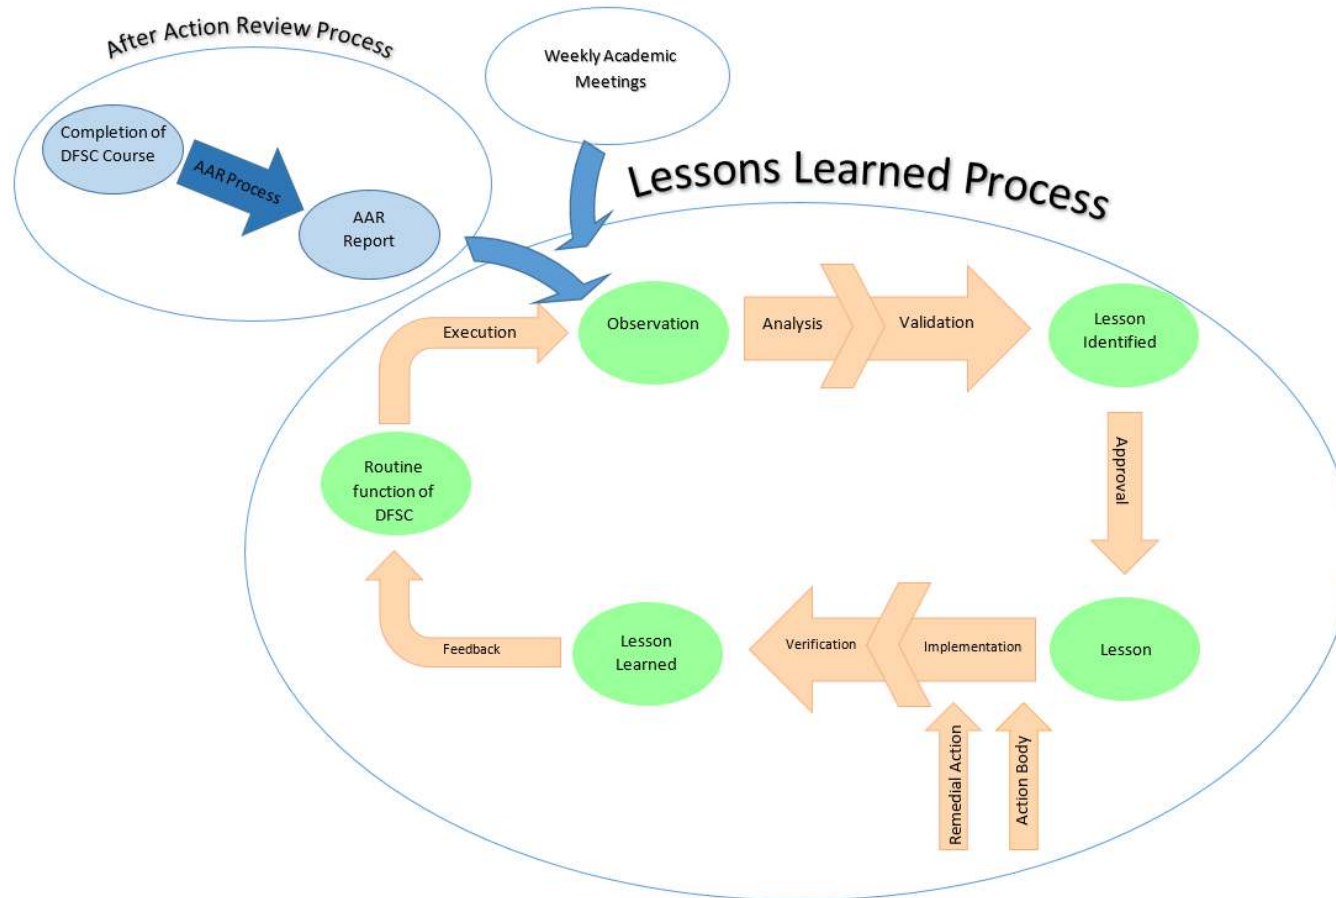 After Action Review Process
Weekly Academic
Meetings
Completion of
DFSC Course
AAR Process
AAR
Report
Lessons Learned Process
Execution
Observation
Analysis
Validation
Lesson
Identified
Approval
Routine
function of
DFSC
Lesson
Implementation
Verification
Lesson
Learned
Feedback
Remedial Action
Action Body